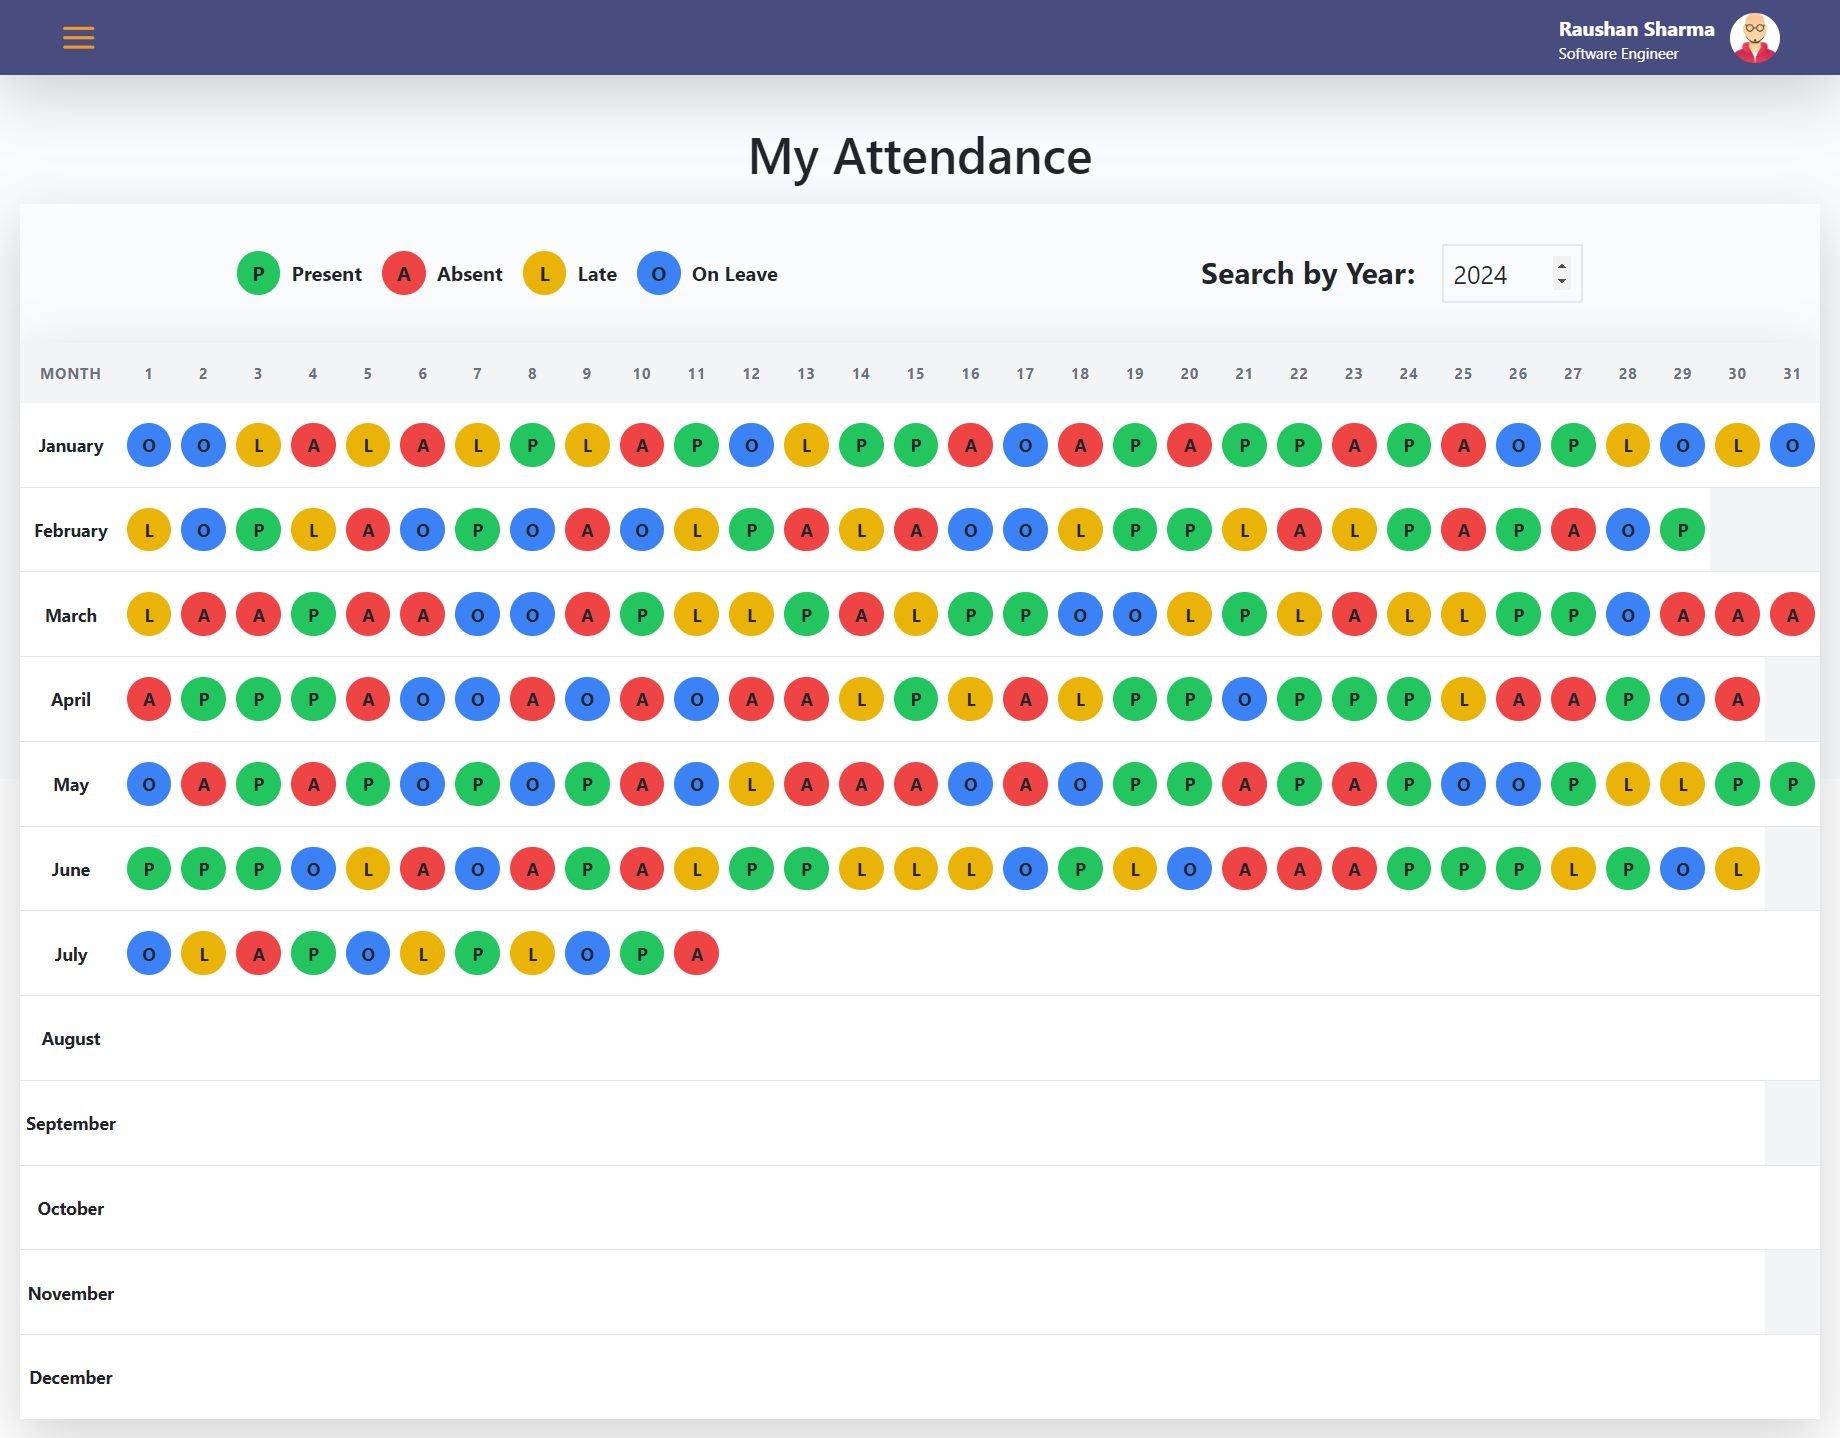 Raushan Sharma
Software Engineer
My Attendance
P Present A Absent L Late O On Leave Search by Year: 2024
MONTH 1 2 3 4 5 6 7 8 9 10 11 12 13 14 15 16 17 18 19 20 21 22 23 24 25 26 27 28 29 30 31
January O O L A L A L P L A P O L P P A O A P A P P A P A O P L O L O
February L O P L A O P O A O L P A L A O O L P P L A L P A P A O P
March L A A P A A O O A P L L P A L P P O O L P L A L L P P O A A A
April A P P P A O O A O A O A A L P L A L P P O P P P L A A P O A
May O A P A P O P O P A O L A A A O A O P P A P A P O O P L L P P
June P P P O L A O A P A L P P L L L O P L O A A A P P P L P O L
July O L A P O L P L O P A
August
September
October
November
December